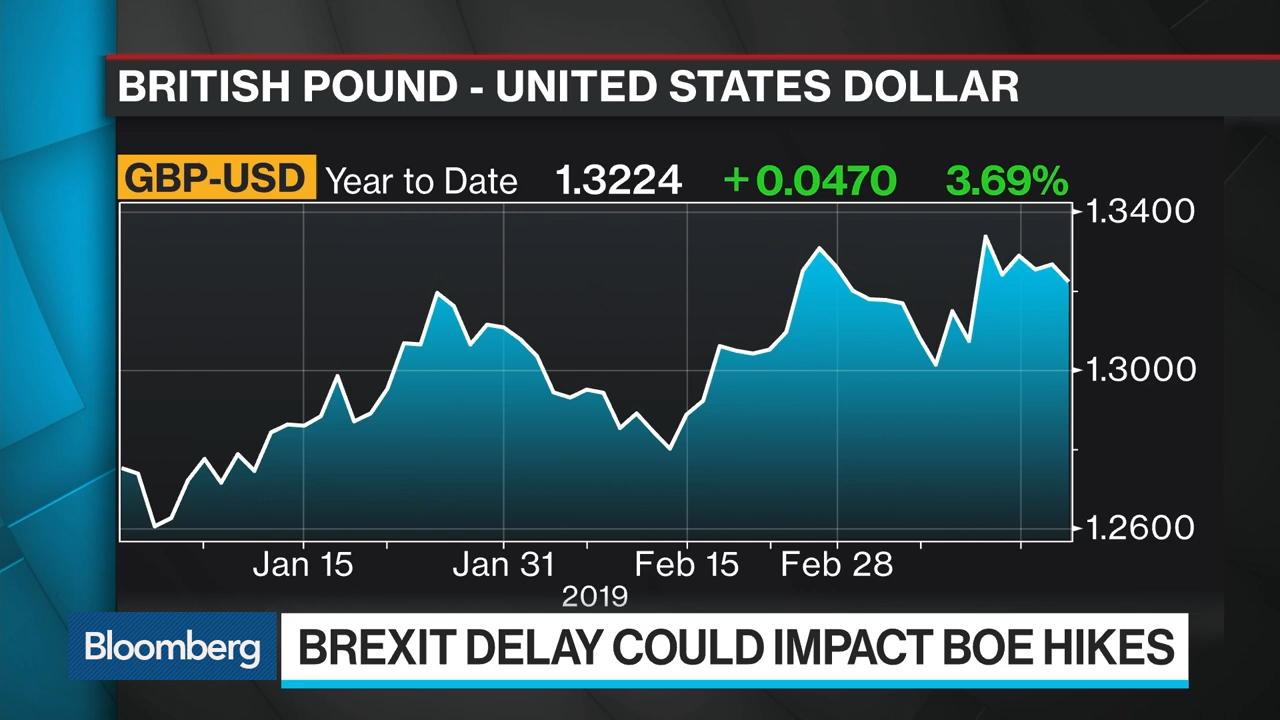 BRITISH POUND - UNITED STATES DOLLAR
GBP-USD Year to Date 1.3224 +0.0470 3.69%
1.3400
1.3000
1.2600
Jan 15 Jan 31 Feb 15 Feb 28
2019
Bloomberg BREXIT DELAY COULD IMPACT BOE HIKES